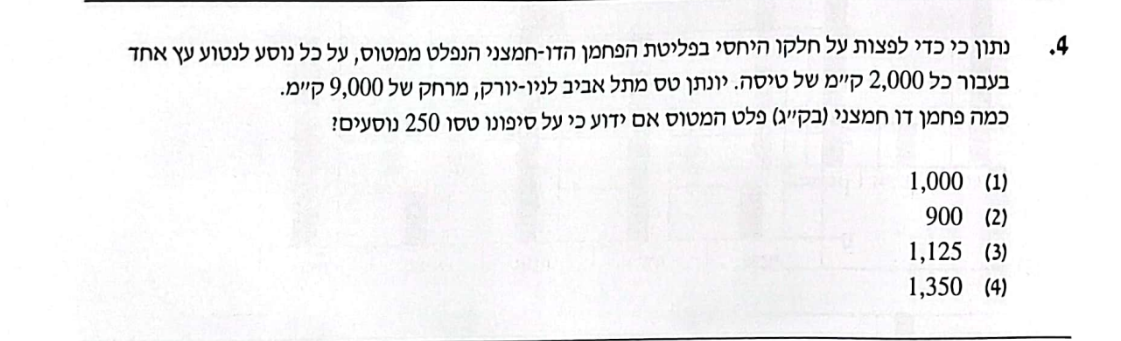 4. נתון כי כדי לפצות על חלקו היחסי בפליטת הפחמן הדו-חמצני הנפלט ממטוס, על כל נוסע לנטוע עץ אחד
בעבור כל 2,000 ק״מ של טיסה. יונתן טס מתל אביב לניו-יורק, מרחק של 9,000 ק״מ.
כמה פחמן דו חמצני (בק״ג) פלט המטוס אם ידוע כי על סיפונו טסו 250 נוסעים?
(1) 1,000
(2) 900
(3) 1,125
(4) 1,350